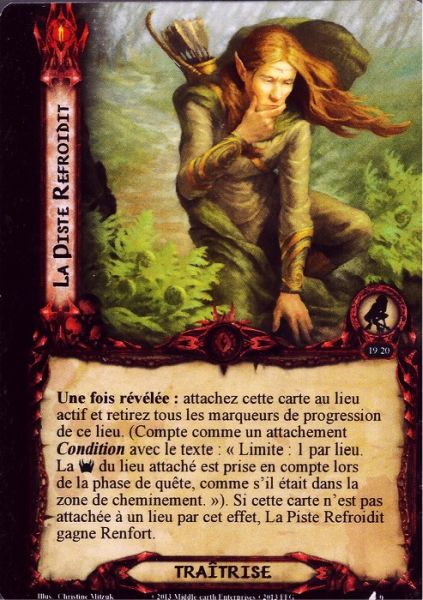 LA PISTE REFROIDIT
19-20
Une fois révélée : attachez cette carte au lieu
actif et retirez tous les marqueurs de progression
de ce lieu. (Compte comme un attachement
Condition avec le texte : « Limite : 1 par lieu.
La du lieu attaché est prise en compte lors
de la phase de quête, comme s’il était dans la
zone de cheminement. »). Si cette carte n’est pas
attachée à un lieu par cet effet, La Piste Refroidit
gagne Renfort.
TRAÎTRISE
Illus. Christine Mitzuk ©2013 Middle-earth Enterprises ©2013 FFG 9